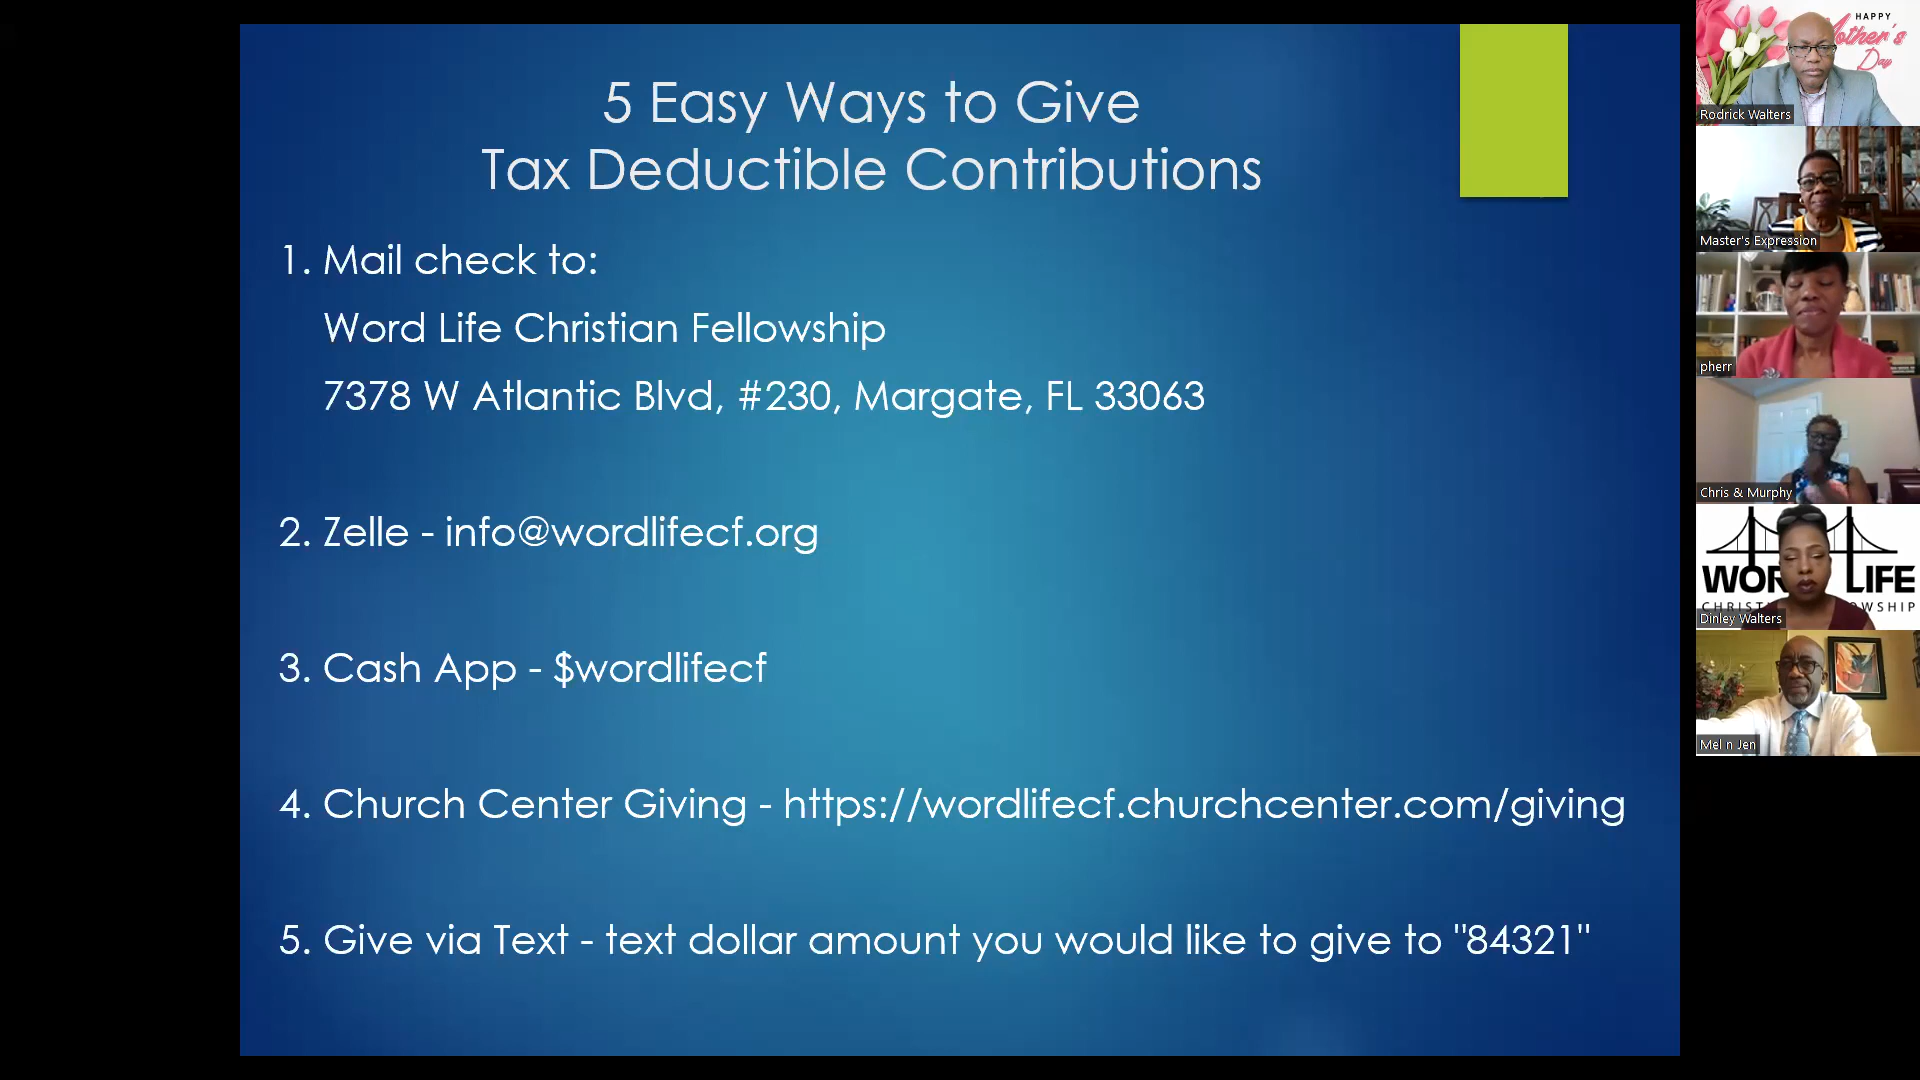 5 Easy Ways to Give
Tax Deductible Contributions
1. Mail check to:
Word Life Christian Fellowship
7378 W Atlantic Blvd, #230, Margate, FL 33063
2. Zelle - info@wordlifecf.org
3. Cash App - $wordlifecf
4. Church Center Giving - https://wordlifecf.churchcenter.com/giving
5. Give via Text - text dollar amount you would like to give to "84321"
HAPPY
Mother's
Day
Rodrick Walters
Master's Expression
pherr
Chris & Murphy
WOR LIFE
CHRIST OWSHIP
Dinley Walters
Mel n Jen